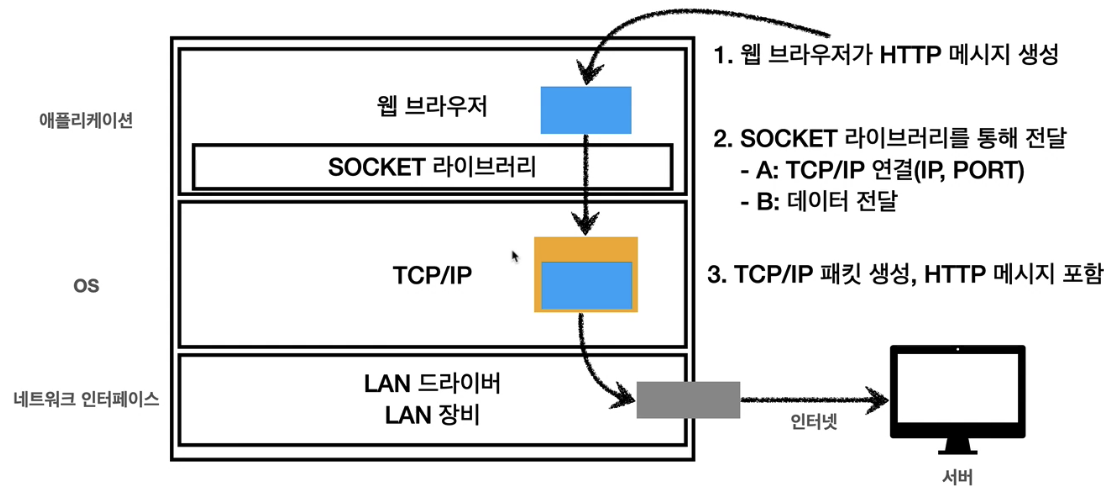 1. 웹 브라우저가 HTTP 메시지 생성
애플리케이션
웹 브라우저
SOCKET 라이브러리
2. SOCKET 라이브러리를 통해 전달
- A: TCP/IP 연결(IP, PORT)
- B: 데이터 전달
OS
TCP/IP
3. TCP/IP 패킷 생성, HTTP 메시지 포함
네트워크 인터페이스
LAN 드라이버
LAN 장비
인터넷
서버